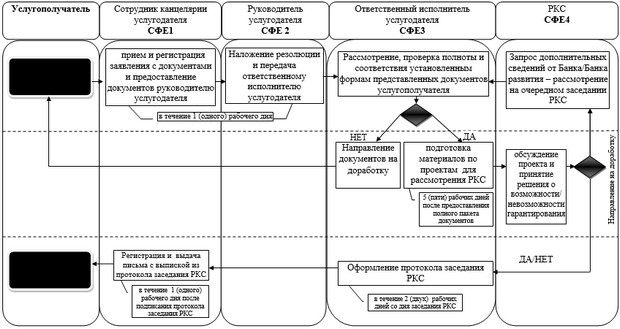 Услугополучатель
Сотрудник канцелярии
услугодателя
СФЕ1
Руководитель
услугодателя
СФЕ 2
Ответственный исполнитель
услугодателя
СФЕ3
РКС
СФЕ4
прием и регистрация
заявления с документами
и предоставление
документов руководителю
услугодателя
Наложение резолюции
и передача
ответственному
исполнителю
услугодателя
в течение 1 (одного) рабочего дня
Рассмотрение, проверка полноты и
соответствия установленным
формам представленных документов
услугополучателя
Запрос дополнительных
сведений от Банка/Банка
развития – рассмотрение
на очередном заседании
РКС
НЕТ
ДА
Направление
документов на
доработку
подготовка
материалов по
проектам для
рассмотрения РКС
5 (пяти) рабочих дней
после предоставления
полного пакета
документов
обсуждение
проекта и
принятие
решения о
возможности/
невозможности
гарантирования
Направление на доработку
ДА/НЕТ
Регистрация и выдача
письма с выпиской из
протокола заседания РКС
в течение 1 (одного)
рабочего дня после
подписания протокола
заседания РКС
Оформление протокола заседания
РКС
в течение 2 (двух) рабочих
дней со дня заседания РКС